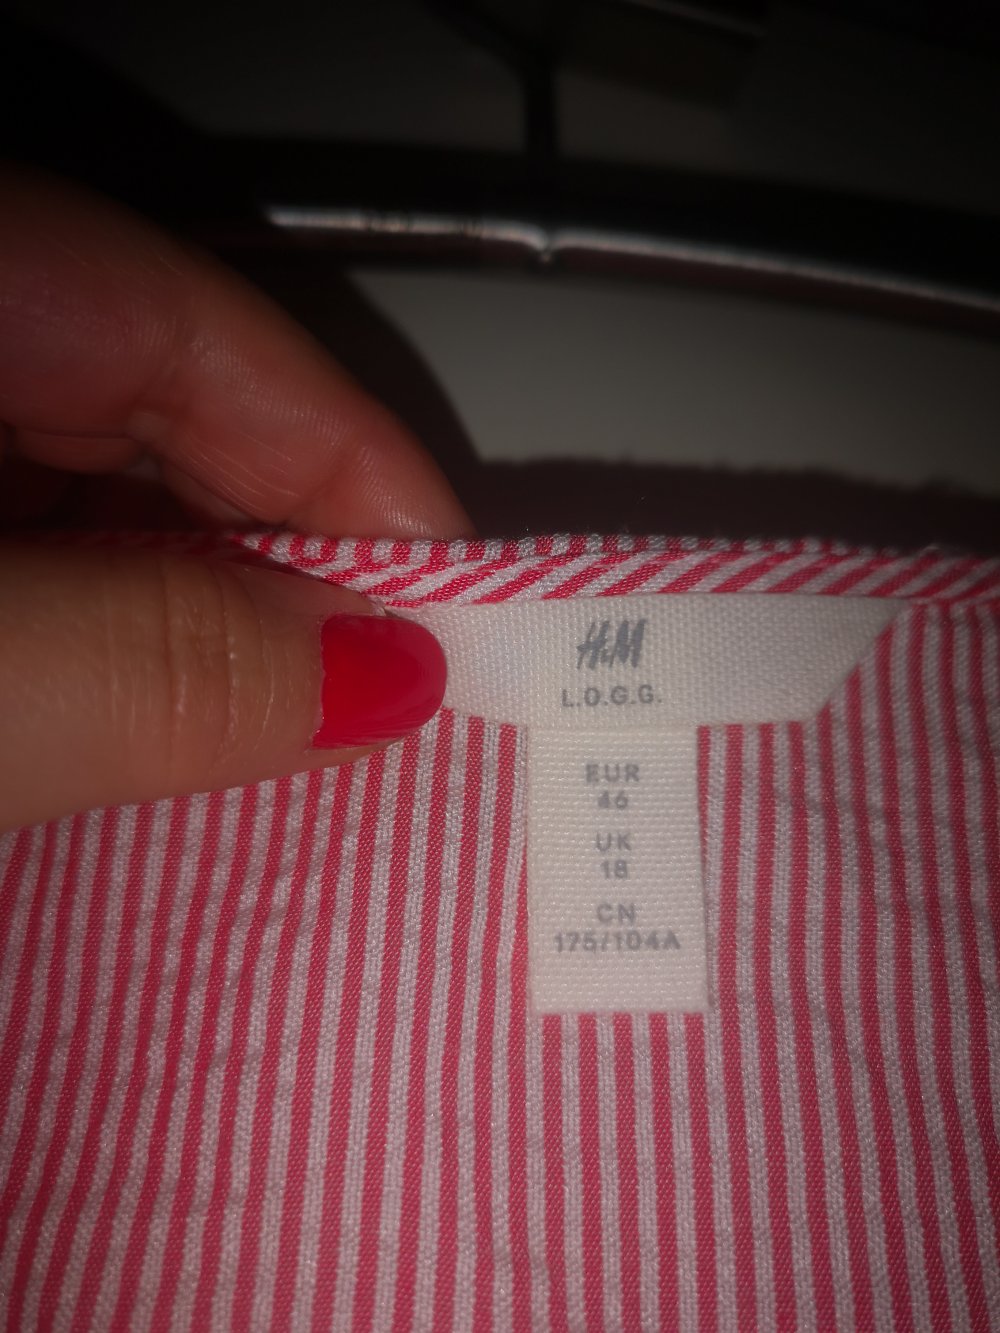 H&M
L.O.G.G.
EUR
46
UK
18
CN
175/104A